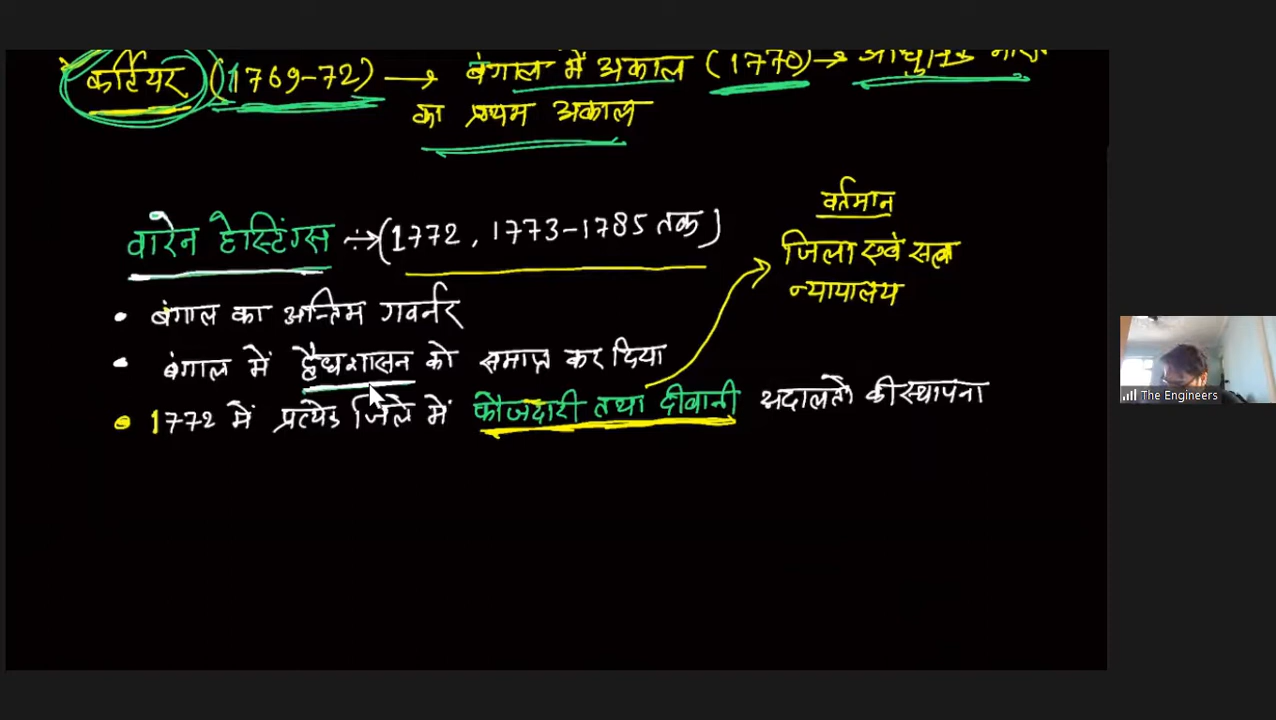 कर्टियर (1769-72) → बंगाल में अकाल (1770) → आधुनिक भारत
का प्रथम अकाल
वारेन हेस्टिंग्स ÷→ (1772, 1773-1785 तक)
वर्तमान
जिला एवं सत्र
न्यायालय
• बंगाल का अन्तिम गवर्नर
• बंगाल में द्वैधशासन को समाप्त कर दिया
• 1772 में प्रत्येक जिले में फौजदारी तथा दीवानी अदालतो की स्थापना
The Engineers